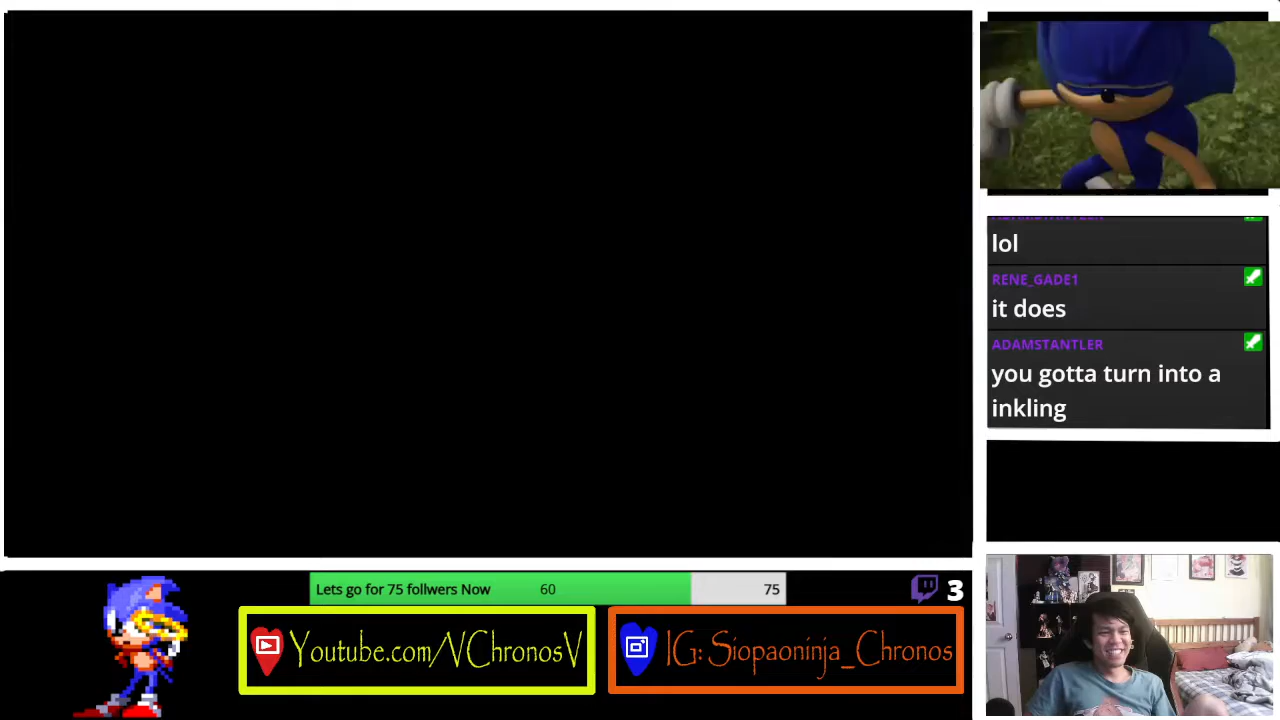 lol
RENE_GADE1
it does
ADAMSTANTLER
you gotta turn into a
inkling
Lets go for 75 follwers Now 60 75
3
Youtube.com/VChronosV
IG: Siopaoninja_Chronos